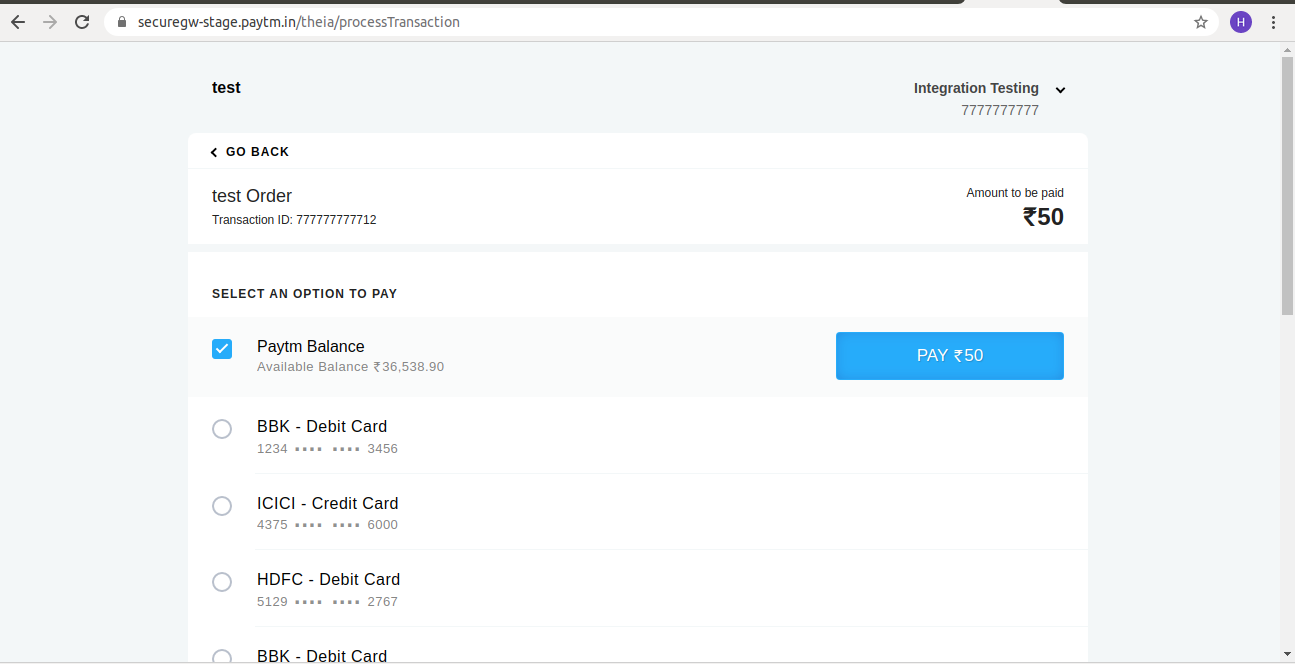 securegw-stage.paytm.in/theia/processTransaction
H
test
Integration Testing
7777777777
GO BACK
test Order
Amount to be paid
Transaction ID: 777777777712
₹50
SELECT AN OPTION TO PAY
Paytm Balance
Available Balance ₹36,538.90
PAY ₹50
BBK - Debit Card
1234 ▪▪▪▪ ▪▪▪▪ 3456
ICICI - Credit Card
4375 ▪▪▪▪ ▪▪▪▪ 6000
HDFC - Debit Card
5129 ▪▪▪▪ ▪▪▪▪ 2767
BBK - Debit Card